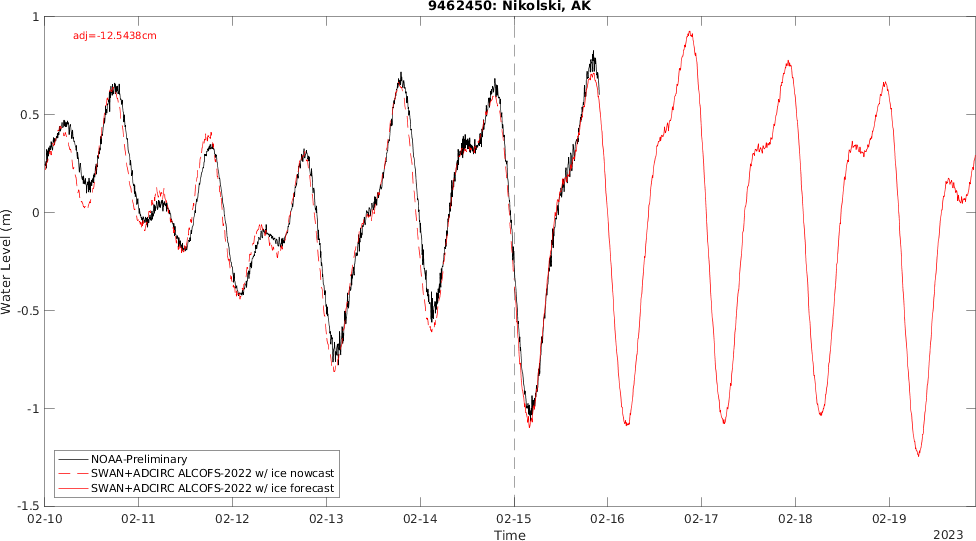 9462450: Nikolski, AK
adj=-12.5438cm
Water Level (m)
1
0.5
0
-0.5
-1
-1.5
NOAA-Preliminary
SWAN+ADCIRC ALCOFS-2022 w/ ice nowcast
SWAN+ADCIRC ALCOFS-2022 w/ ice forecast
02-10 02-11 02-12 02-13 02-14 02-15 02-16 02-17 02-18 02-19
Time
2023